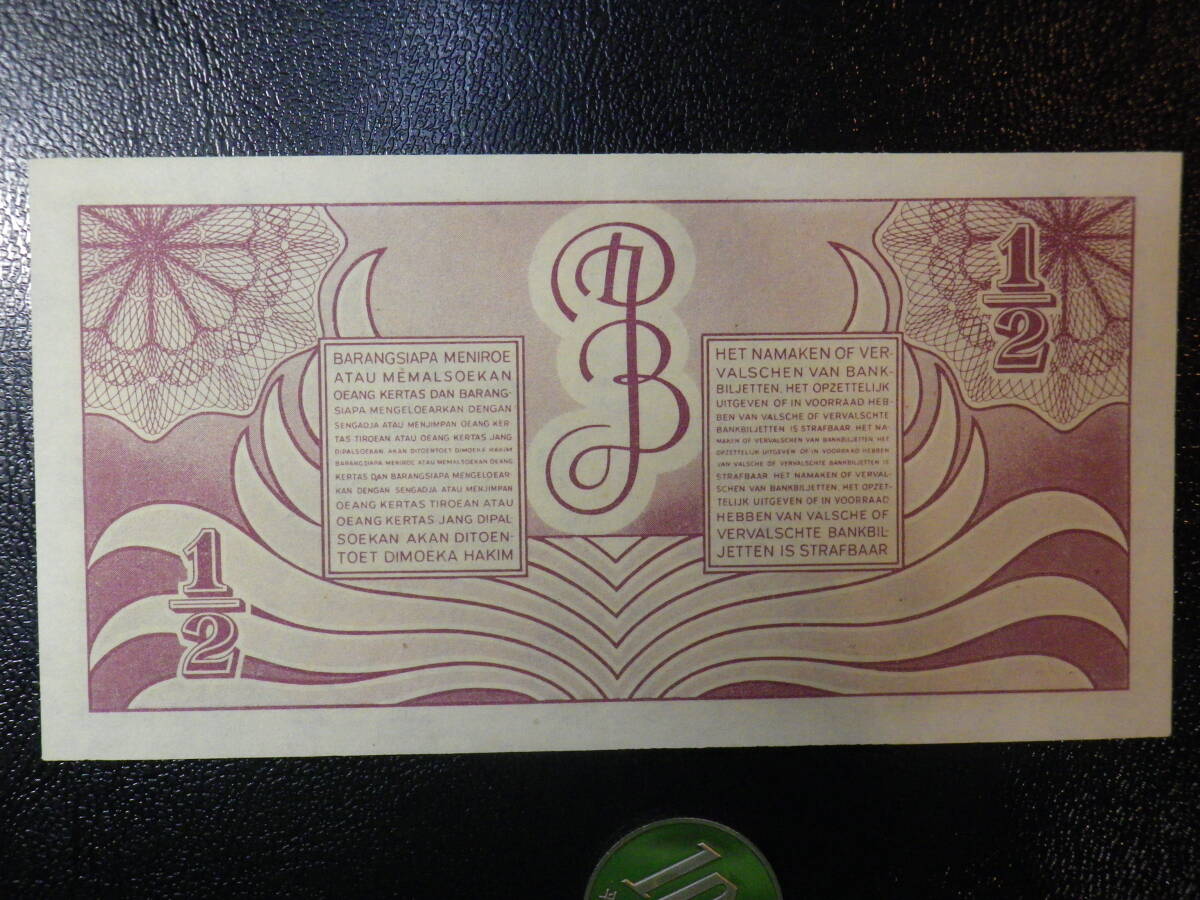 1/2
BARANGSIAPA MENIROE
ATAU MĚMALSOEKAN
OEANG KERTAS DAN BARANG-
SIAPA MENGELOEARKAN DENGAN
SENGADJA ATAU MENJIMPAN OEANG KER-
TAS TIROEAN ATAU OEANG KERTAS JANG
DIPALSOEKAN, AKAN DITOENTOET DIMOEKA HAKIM
BARANGSIAPA MENIROE ATAU MEMALSOEKAN OEANG
KERTAS DAN BARANGSIAPA MENGELOEAR-
KAN DENGAN SENGADJA ATAU MENJIMPAN
OEANG KERTAS TIROEAN ATAU
OEANG KERTAS JANG DIPAL-
SOEKAN AKAN DITOEN-
TOET DIMOEKA HAKIM
HET NAMAKEN OF VER-
VALSCHEN VAN BANK-
BILJETTEN, HET OPZETTELIJK
UITGEVEN OF IN VOORRAAD HEB-
BEN VAN VALSCHE OF VERVALSCHTE
BANKBILJETTEN IS STRAFBAAR HET NA-
MAKEN OF VERVALSCHEN VAN BANKBILJETTEN, HET
OPZETTELIJK UITGEVEN OF IN VOORRAAD HEBBEN
VAN VALSCHE OF VERVALSCHTE BANKBILJETTEN IS
STRAFBAAR HET NAMAKEN OF VERVAL-
SCHEN VAN BANKBILJETTEN, HET OPZET-
TELIJK UITGEVEN OF IN VOORRAAD
HEBBEN VAN VALSCHE OF
VERVALSCHTE BANKBIL-
JETTEN IS STRAFBAAR
1/2